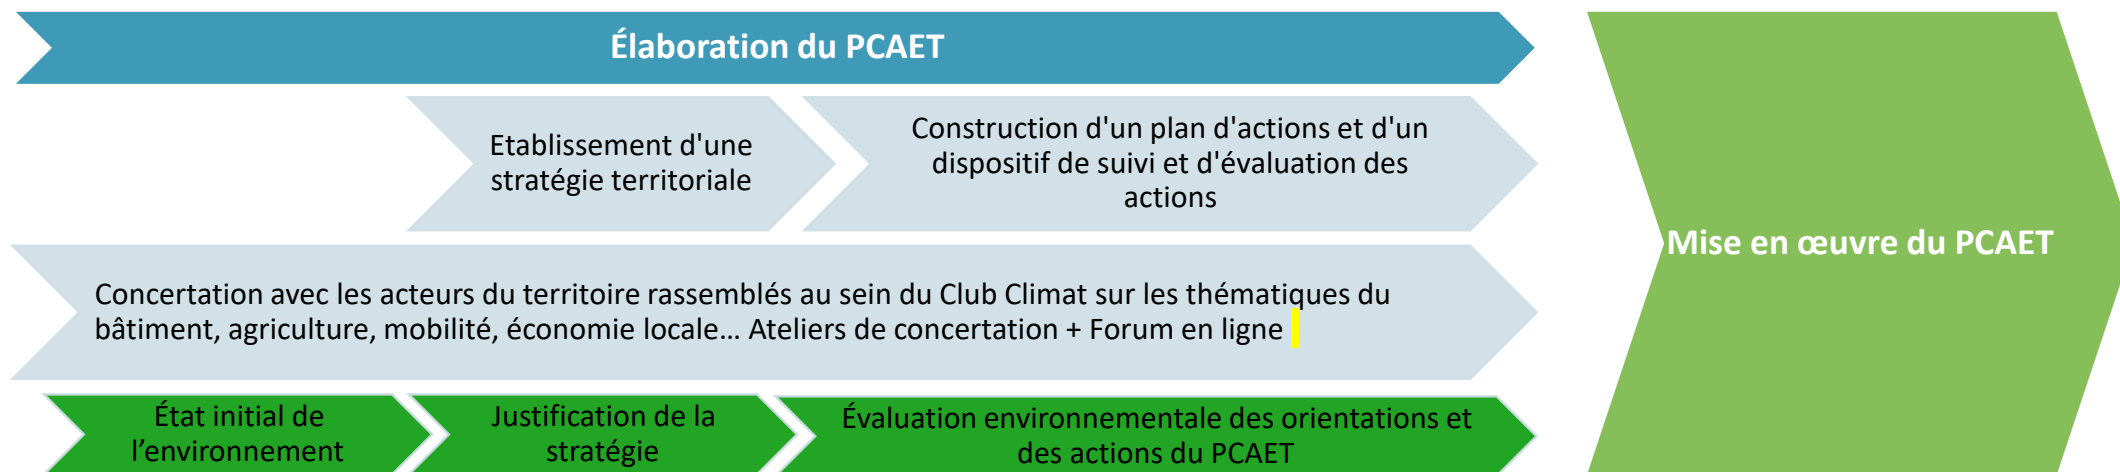 Élaboration du PCAET
Etablissement d'une
stratégie territoriale
Construction d'un plan d'actions et d'un
dispositif de suivi et d'évaluation des
actions
Concertation avec les acteurs du territoire rassemblés au sein du Club Climat sur les thématiques du
bâtiment, agriculture, mobilité, économie locale… Ateliers de concertation + Forum en ligne
État initial de
l’environnement
Justification de la
stratégie
Évaluation environnementale des orientations et
des actions du PCAET
Mise en œuvre du PCAET